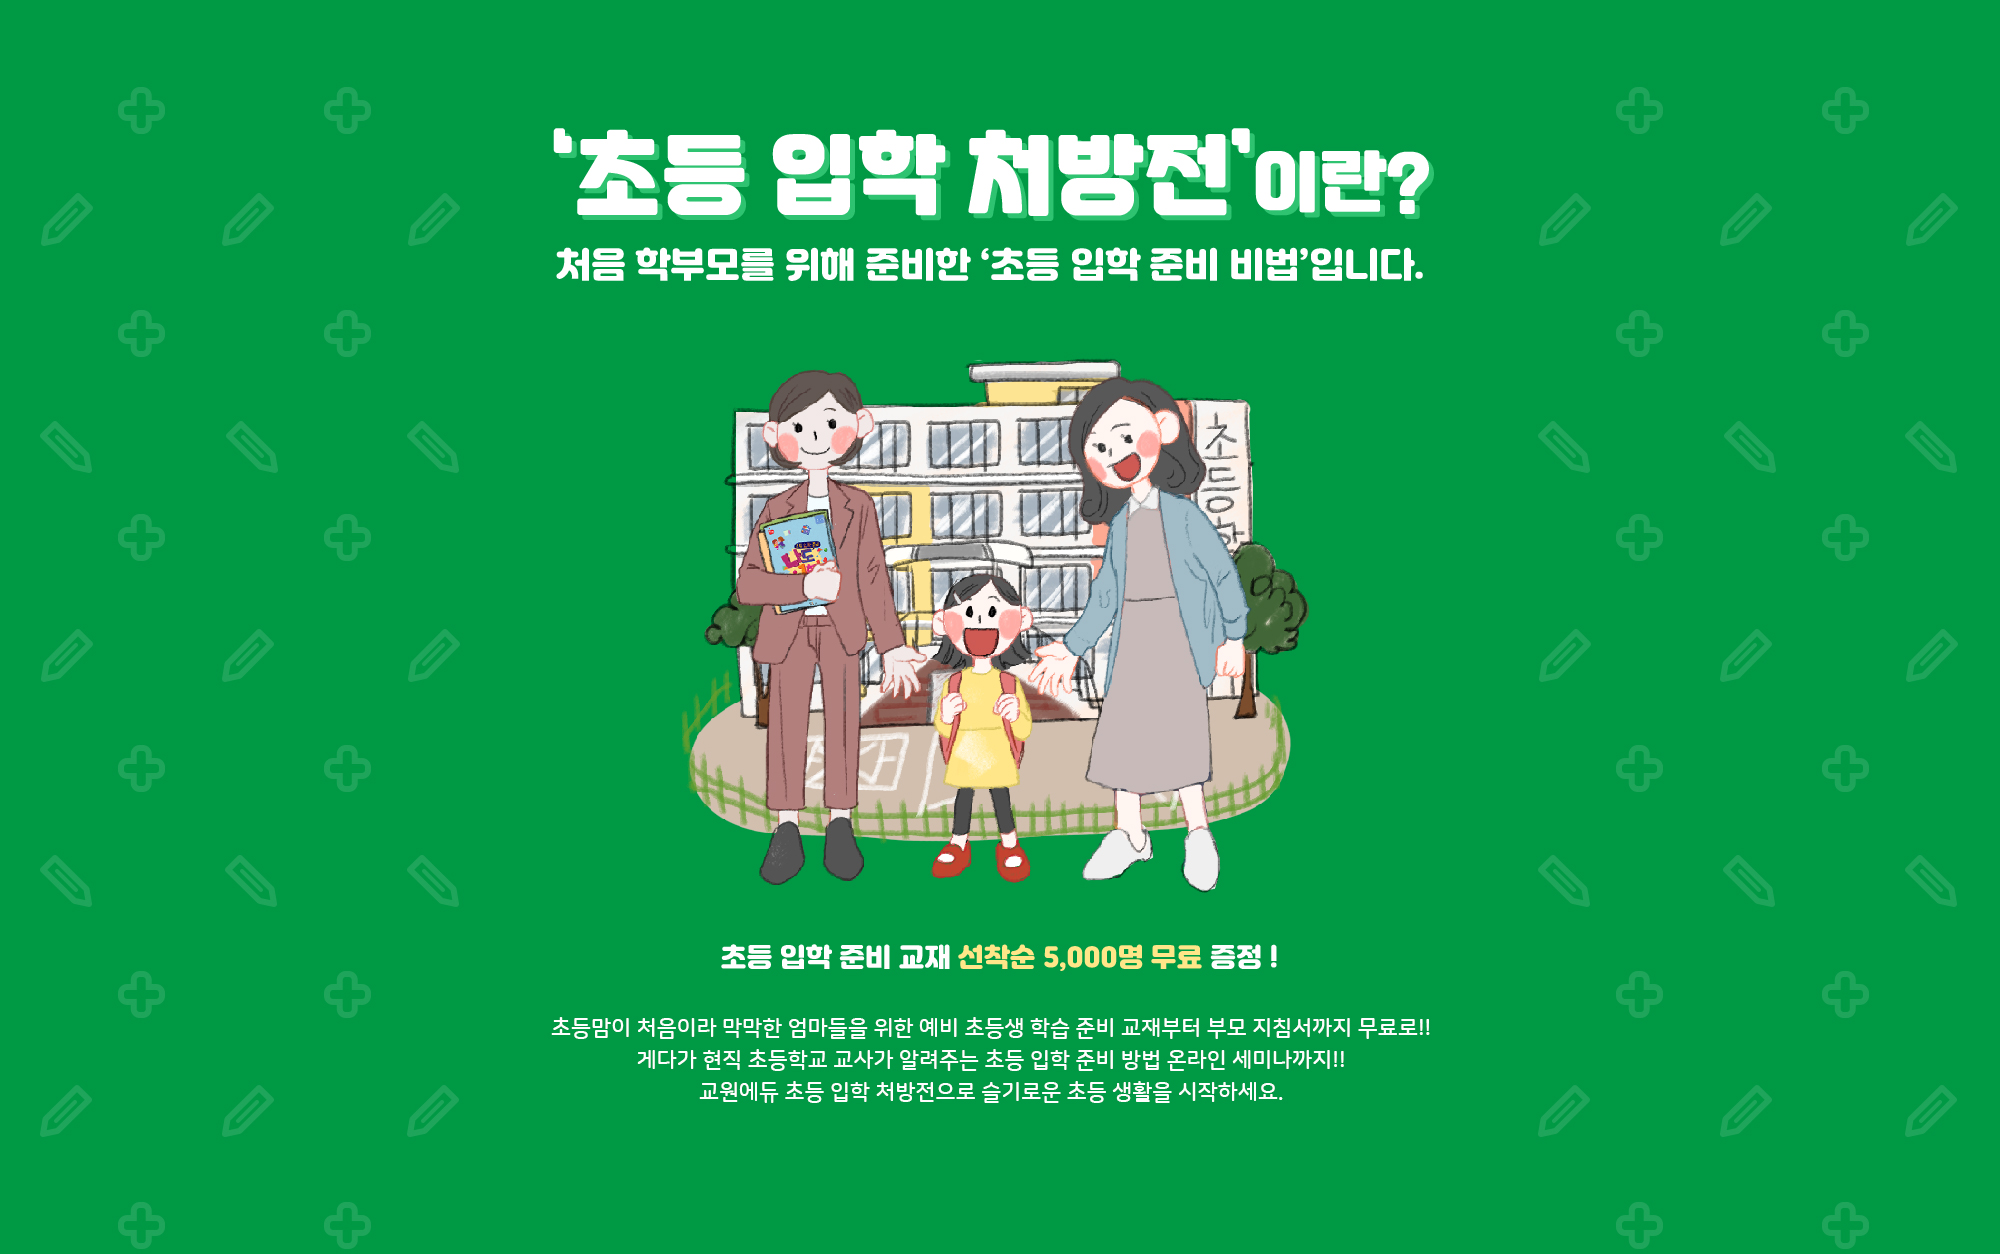 ‘초등 입학 처방전’이란?
처음 학부모를 위해 준비한 ‘초등 입학 준비 비법’입니다.
초등학
나도
초등 입학 준비 교재 선착순 5,000명 무료 증정 !
초등맘이 처음이라 막막한 엄마들을 위한 예비 초등생 학습 준비 교재부터 부모 지침서까지 무료로!!
게다가 현직 초등학교 교사가 알려주는 초등 입학 준비 방법 온라인 세미나까지!!
교원에듀 초등 입학 처방전으로 슬기로운 초등 생활을 시작하세요.